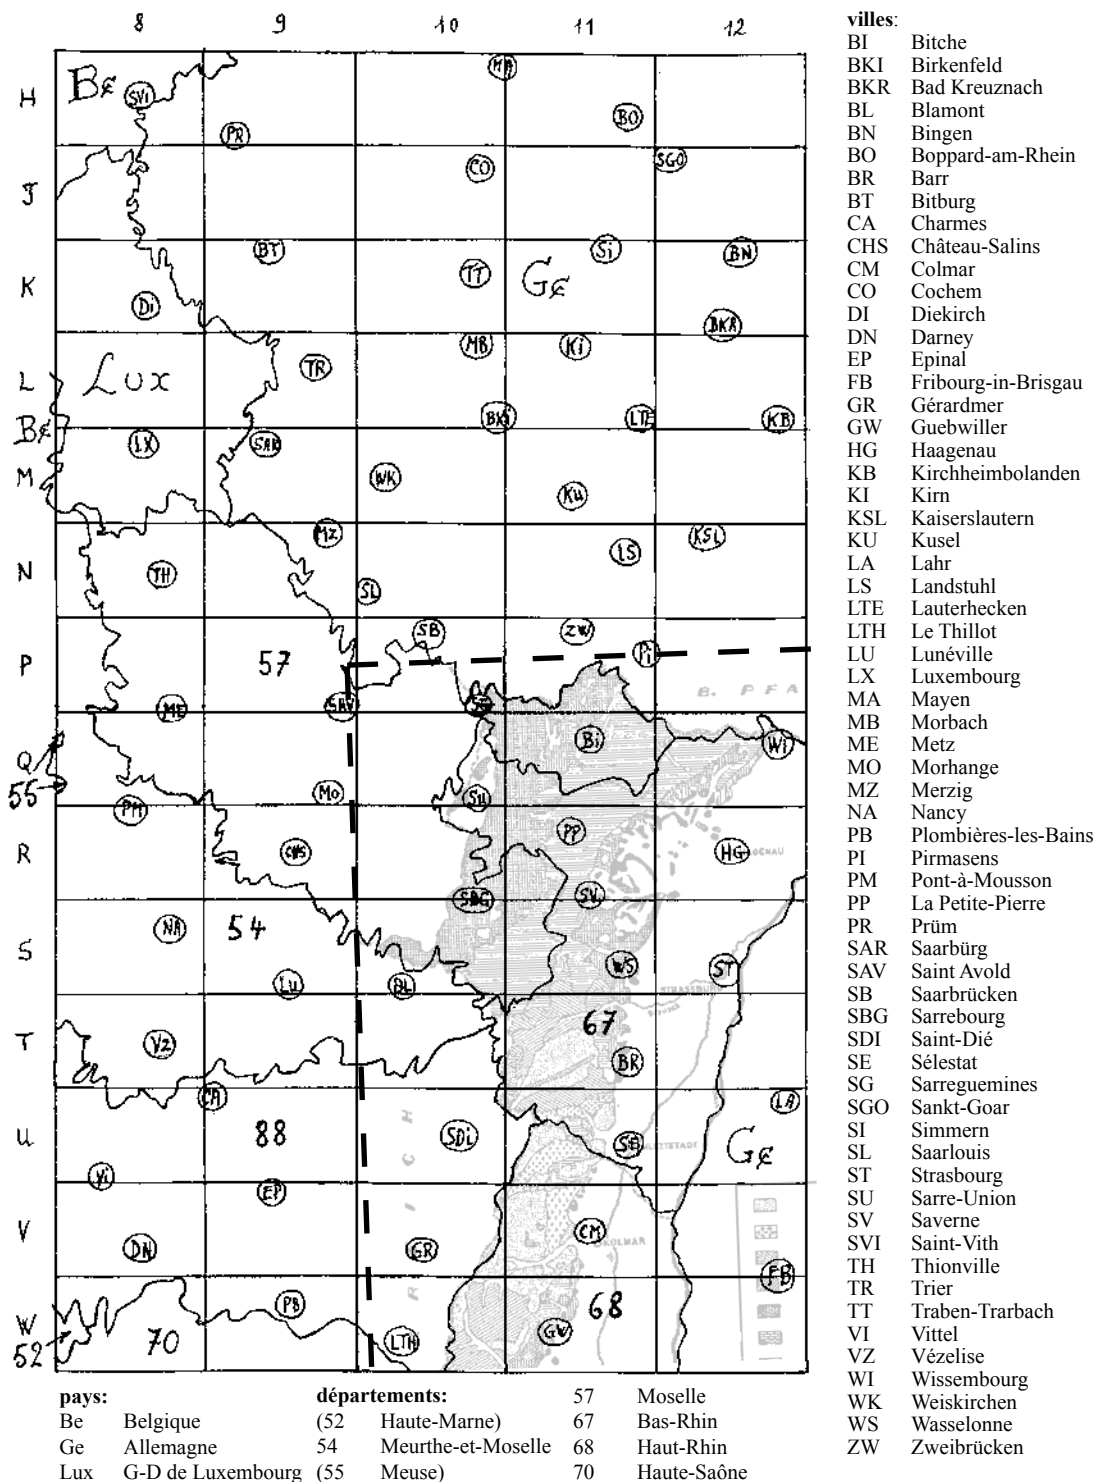 8 9 10 11 12
H Be SVi MA
PR BO
J CO SGO
BT Si BN
K Di TT Ge
BKR
L Lux TR MB Ki
Be BKI LTE KB
LX SAR
M WK Ku
MZ KSL
N TH SL LS
SB ZW
P 57 Pi
B. PFA
ME SAV SG
Q Bi Wi
55 Mo Su
PM PP
R CHS HG
SBG SV
S NA 54
Lu BL WS ST
STRASSBURG
67
T VZ BR
CA LA
U 88 SDi SE Ge
Vi EP
V DN GR CM
KOLMAR
FB
W PB 68
52 70 LTH GW
villes:
BI Bitche
BKI Birkenfeld
BKR Bad Kreuznach
BL Blamont
BN Bingen
BO Boppard-am-Rhein
BR Barr
BT Bitburg
CA Charmes
CHS Château-Salins
CM Colmar
CO Cochem
DI Diekirch
DN Darney
EP Epinal
FB Fribourg-in-Brisgau
GR Gérardmer
GW Guebwiller
HG Haagenau
KB Kirchheimbolanden
KI Kirn
KSL Kaiserslautern
KU Kusel
LA Lahr
LS Landstuhl
LTE Lauterhecken
LTH Le Thillot
LU Lunéville
LX Luxembourg
MA Mayen
MB Morbach
ME Metz
MO Morhange
MZ Merzig
NA Nancy
PB Plombières-les-Bains
PI Pirmasens
PM Pont-à-Mousson
PP La Petite-Pierre
PR Prüm
SAR Saarbürg
SAV Saint Avold
SB Saarbrücken
SBG Sarrebourg
SDI Saint-Dié
SE Sélestat
SG Sarreguemines
SGO Sankt-Goar
SI Simmern
SL Saarlouis
ST Strasbourg
SU Sarre-Union
SV Saverne
SVI Saint-Vith
TH Thionville
TR Trier
TT Traben-Trarbach
VI Vittel
VZ Vézelise
WI Wissembourg
WK Weiskirchen
WS Wasselonne
ZW Zweibrücken
pays: départements: 57 Moselle
Be Belgique (52 Haute-Marne) 67 Bas-Rhin
Ge Allemagne 54 Meurthe-et-Moselle 68 Haut-Rhin
Lux G-D de Luxembourg (55 Meuse) 70 Haute-Saône